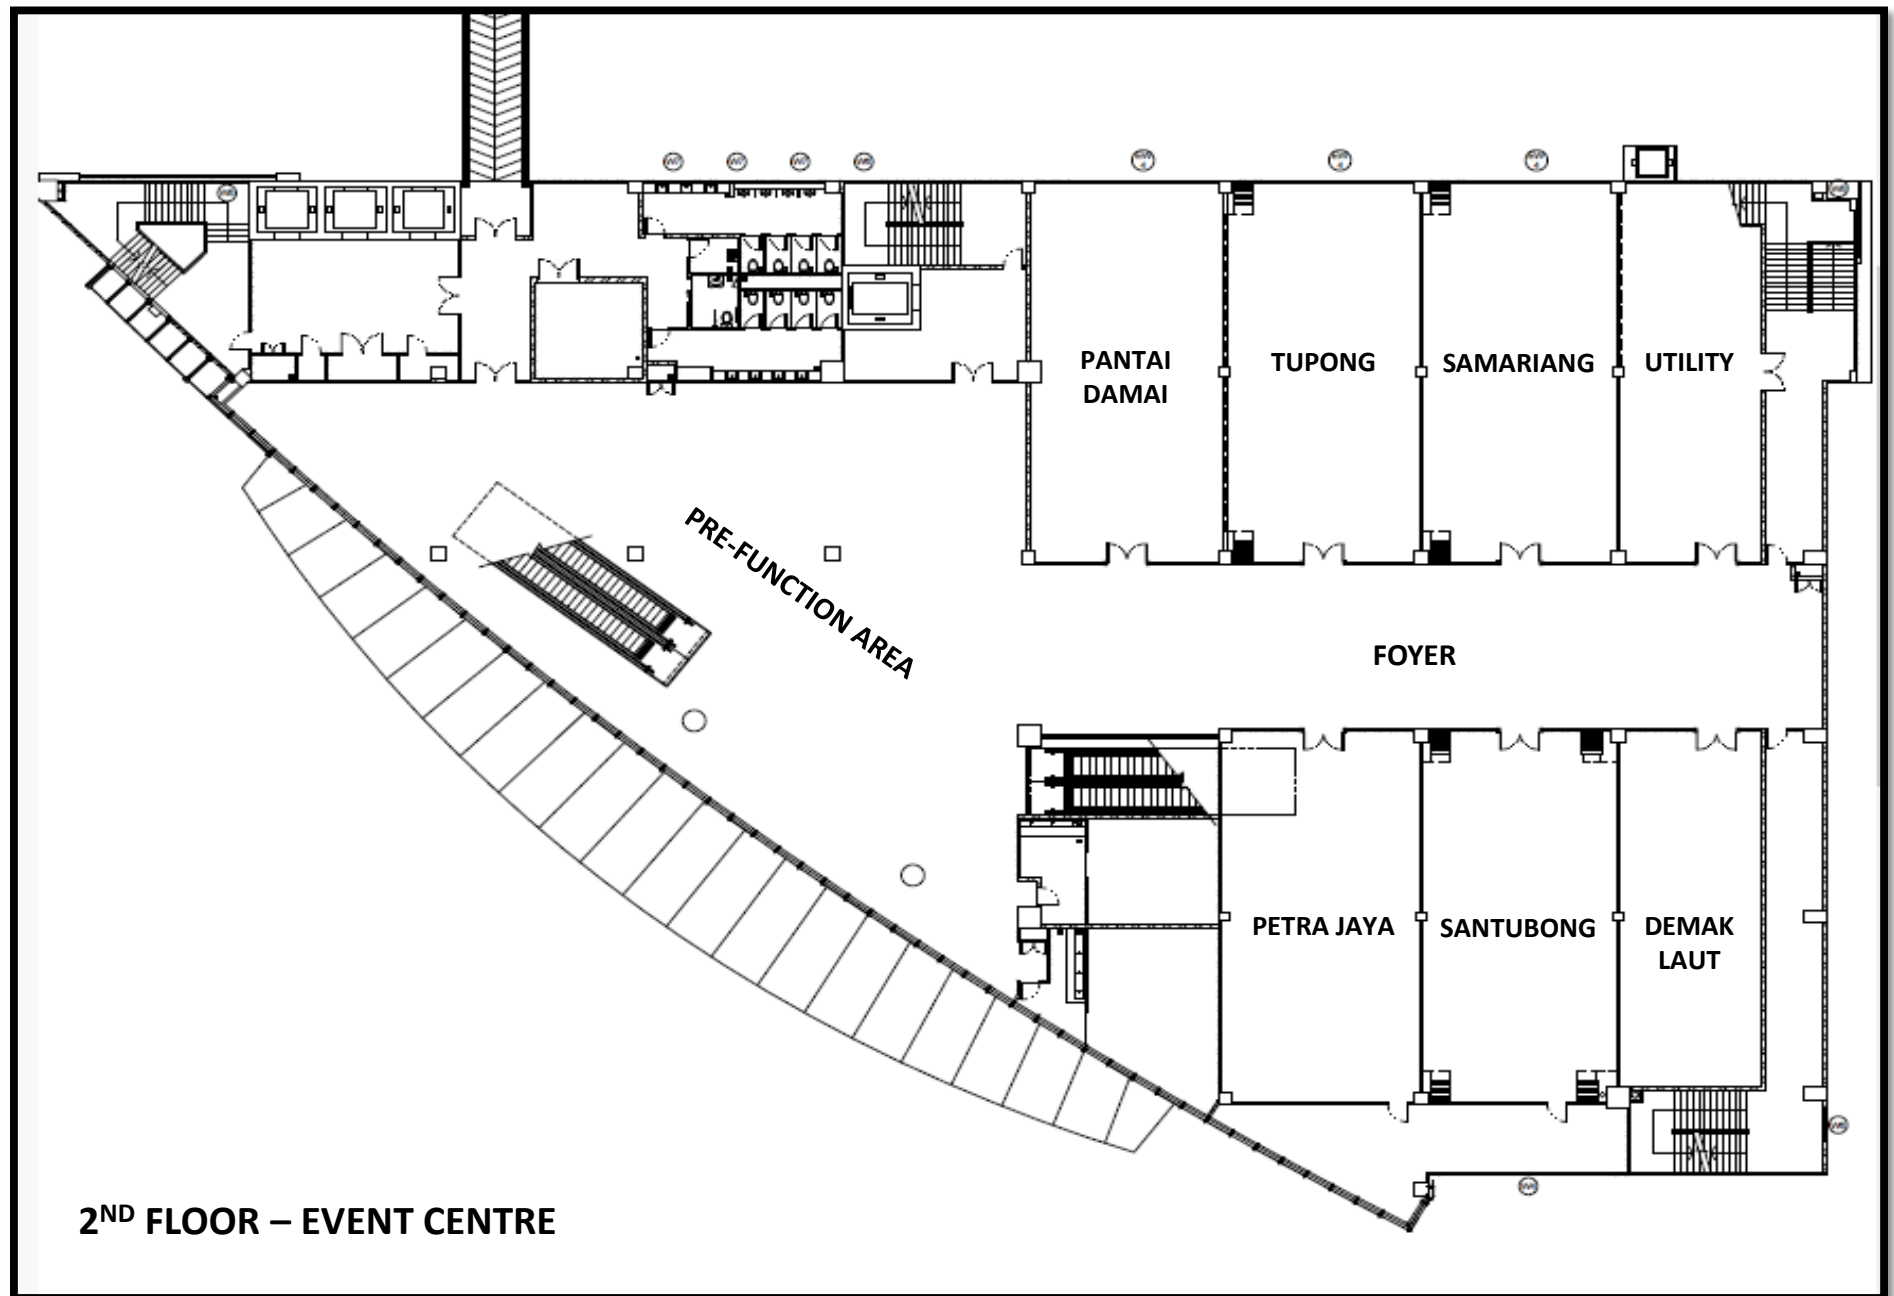 PANTAI
DAMAI
TUPONG
SAMARIANG
UTILITY
PRE-FUNCTION AREA
FOYER
PETRA JAYA
SANTUBONG
DEMAK
LAUT
2ND FLOOR – EVENT CENTRE